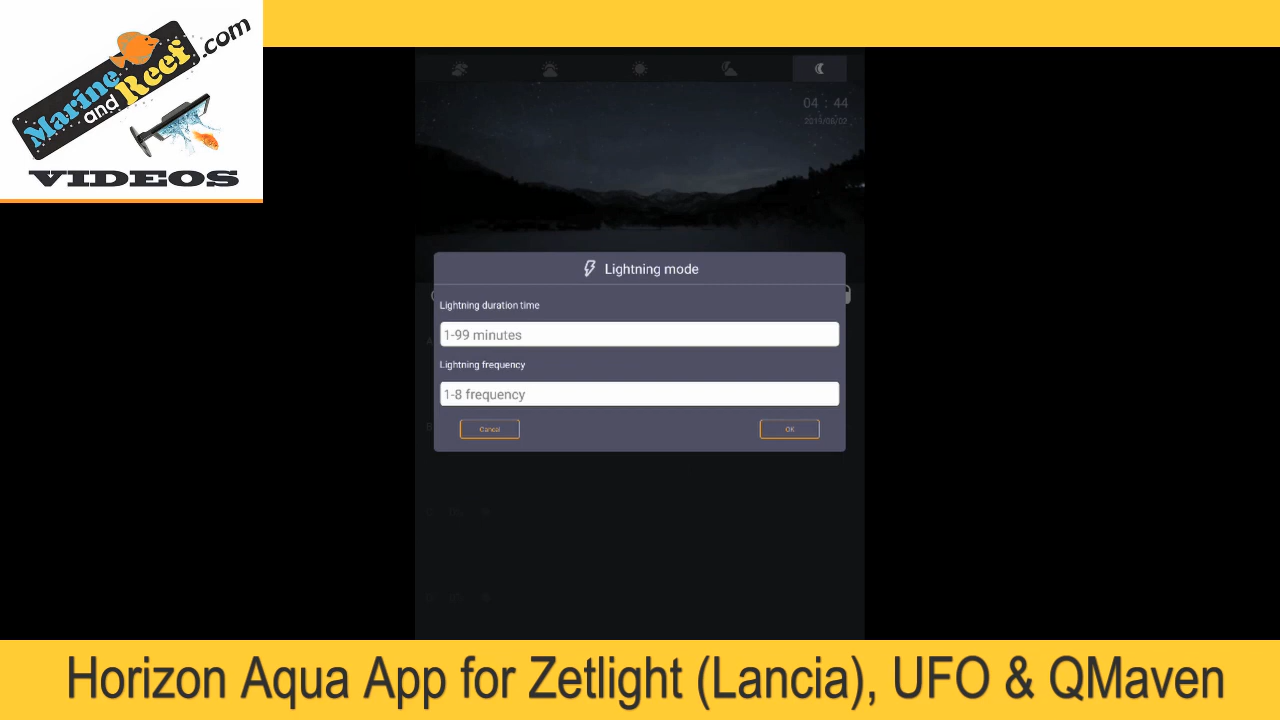 Marine
and
Reef
.com
VIDEOS
04 : 44
Lightning mode
Lightning duration time
1-99 minutes
Lightning frequency
1-8 frequency
Cancel
OK
Horizon Aqua App for Zetlight (Lancia), UFO & QMaven